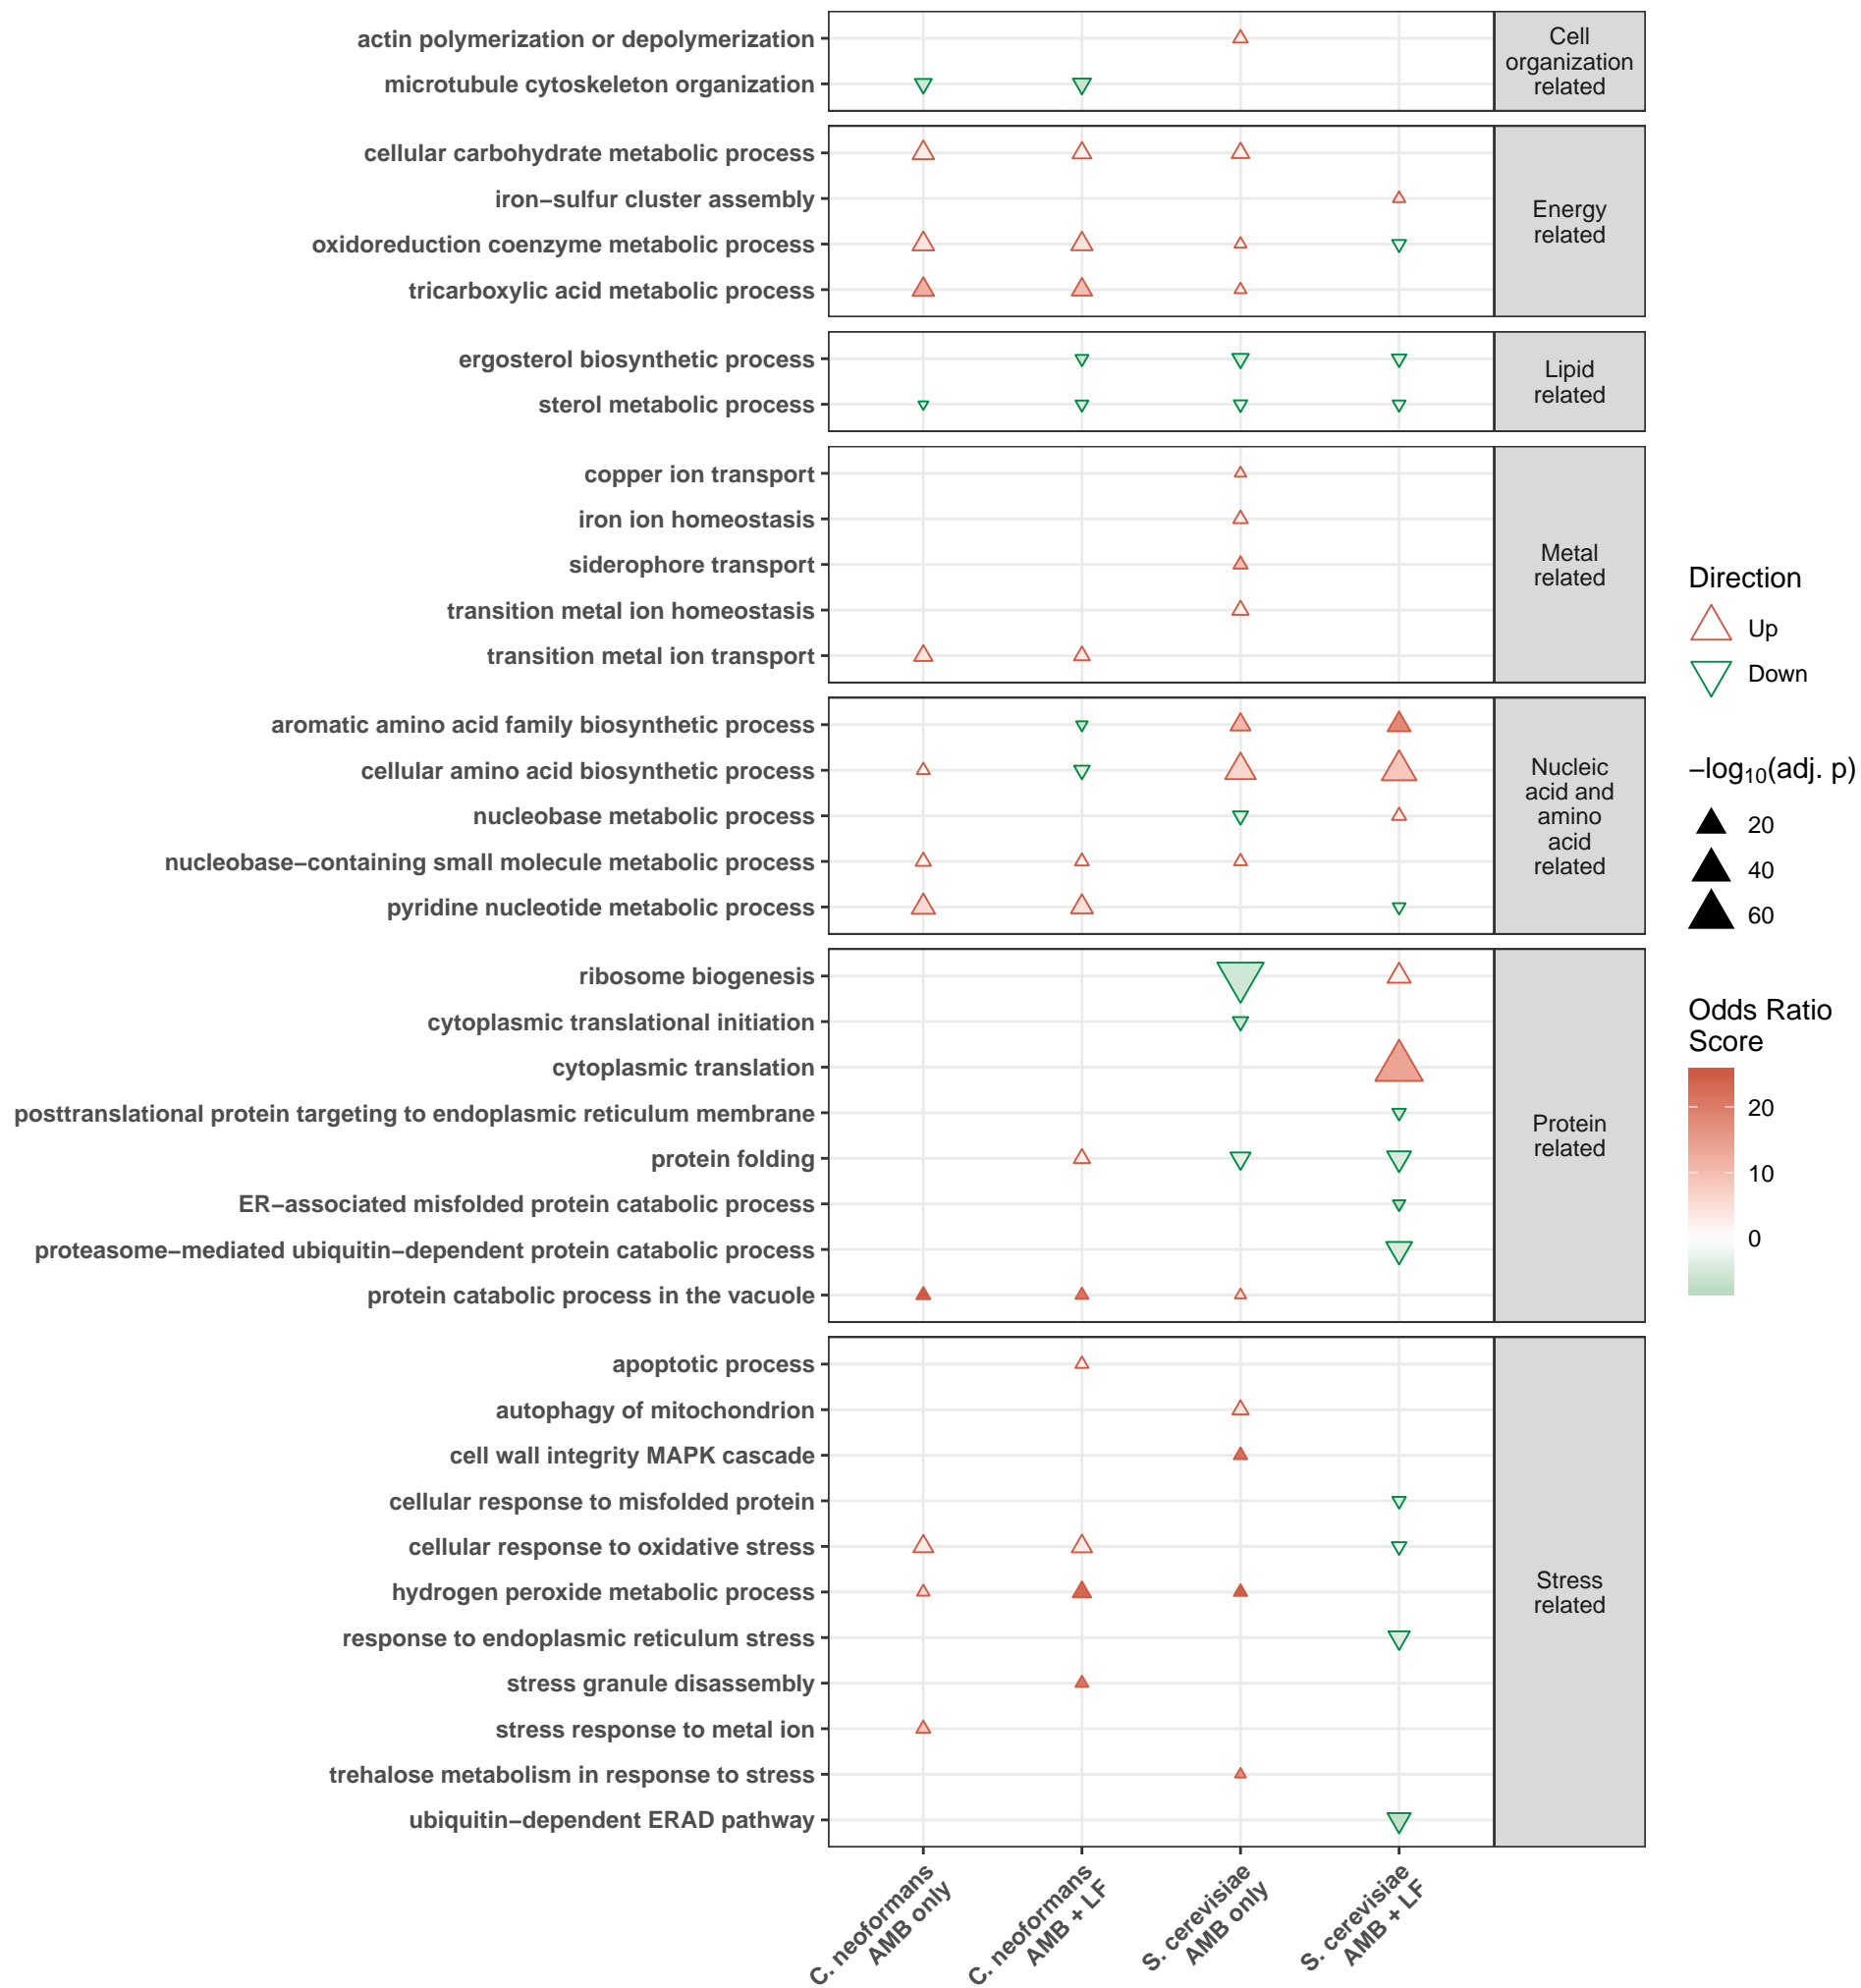 actin polymerization or depolymerization
microtubule cytoskeleton organization
Cell
organization
related
cellular carbohydrate metabolic process
iron−sulfur cluster assembly
oxidoreduction coenzyme metabolic process
tricarboxylic acid metabolic process
Energy
related
ergosterol biosynthetic process
sterol metabolic process
Lipid
related
copper ion transport
iron ion homeostasis
siderophore transport
transition metal ion homeostasis
transition metal ion transport
Metal
related
aromatic amino acid family biosynthetic process
cellular amino acid biosynthetic process
nucleobase metabolic process
nucleobase−containing small molecule metabolic process
pyridine nucleotide metabolic process
Nucleic
acid and
amino
acid
related
ribosome biogenesis
cytoplasmic translational initiation
cytoplasmic translation
posttranslational protein targeting to endoplasmic reticulum membrane
protein folding
ER−associated misfolded protein catabolic process
proteasome−mediated ubiquitin−dependent protein catabolic process
protein catabolic process in the vacuole
Protein
related
apoptotic process
autophagy of mitochondrion
cell wall integrity MAPK cascade
cellular response to misfolded protein
cellular response to oxidative stress
hydrogen peroxide metabolic process
response to endoplasmic reticulum stress
stress granule disassembly
stress response to metal ion
trehalose metabolism in response to stress
ubiquitin−dependent ERAD pathway
Stress
related
C. neoformans
AMB only
C. neoformans
AMB + LF
S. cerevisiae
AMB only
S. cerevisiae
AMB + LF
Direction
Up
Down
−log10(adj. p)
20
40
60
Odds Ratio
Score
20
10
0